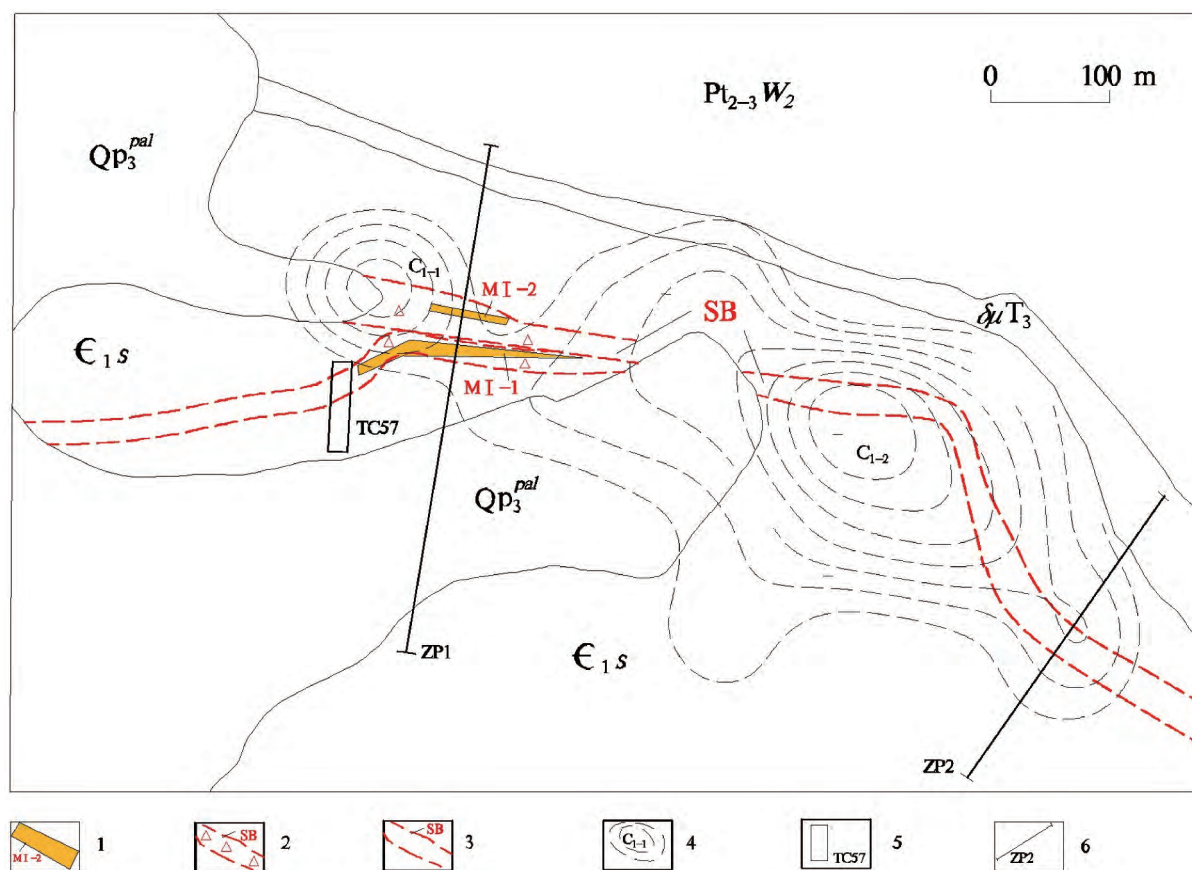 0 100 m
Pt₂₋₃W₂
Qp₃ᵖᵃˡ
C₁₋₁
MⅠ-2
SB
δμT₃
Є₁s
MⅠ-1
TC57
C₁₋₂
Qp₃ᵖᵃˡ
ZP1
Є₁s
ZP2
MⅠ-2 1
SB 2
SB 3
C₁₋₁ 4
TC57 5
ZP2 6